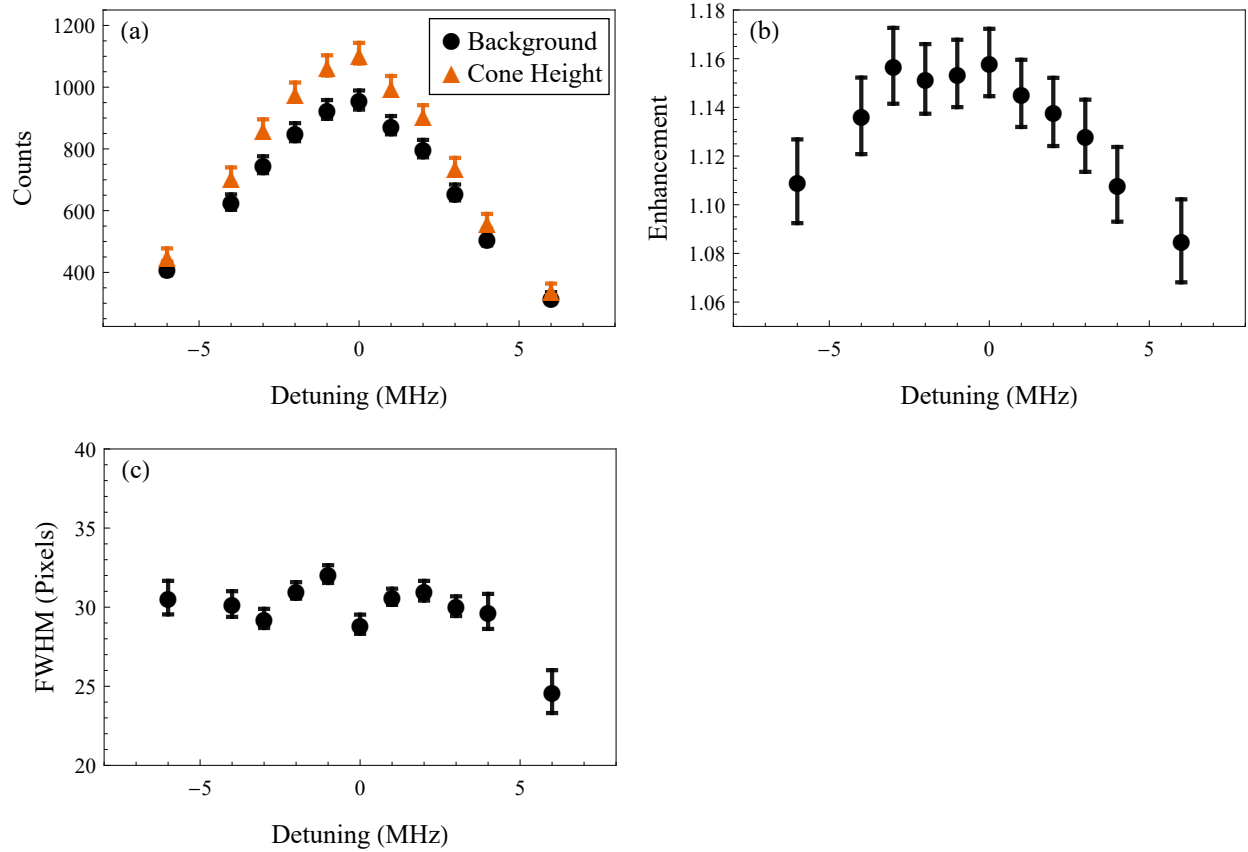 (a)
Background
Cone Height
1200
1000
800
600
400
Counts
−5 0 5
Detuning (MHz)
(b)
1.18
1.16
1.14
1.12
1.10
1.08
1.06
Enhancement
−5 0 5
Detuning (MHz)
(c)
40
35
30
25
20
FWHM (Pixels)
−5 0 5
Detuning (MHz)